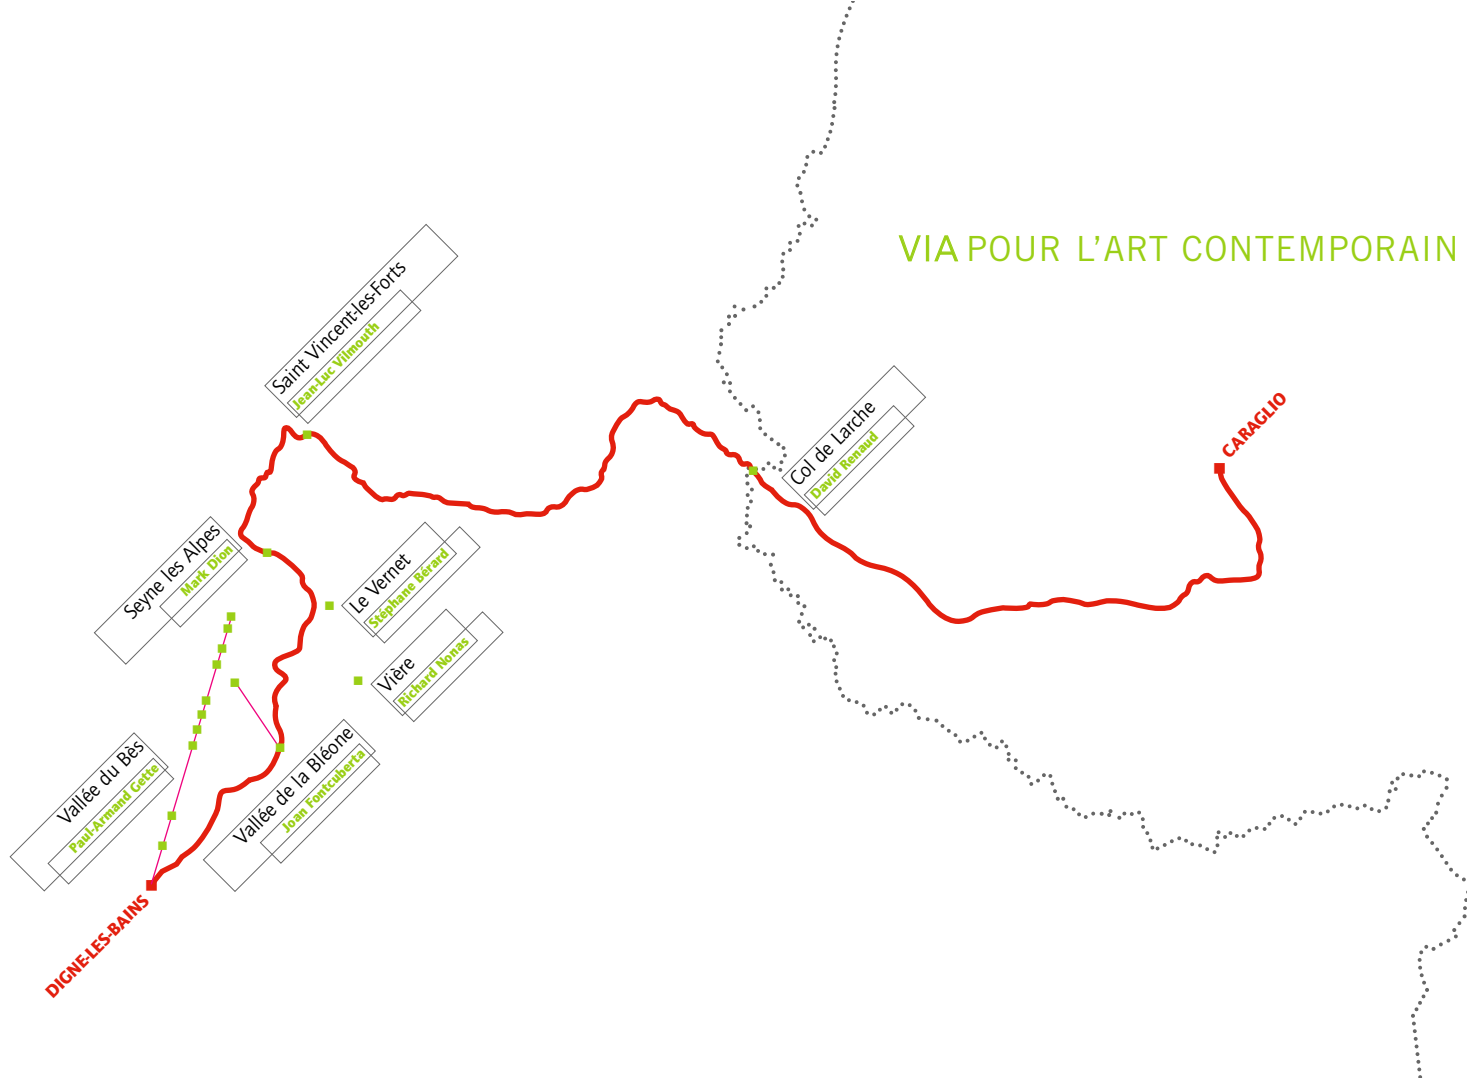 VIA POUR L’ART CONTEMPORAIN
Saint Vincent-les-Forts
Jean-Luc Vilmouth
Col de Larche
David Renaud
CARAGLIO
Seyne les Alpes
Mark Dion
Le Vernet
Stéphane Bérard
Vière
Richard Nonas
Vallée du Bès
Paul-Armand Gette
Vallée de la Bléone
Joan Fontcuberta
DIGNE-LES-BAINS